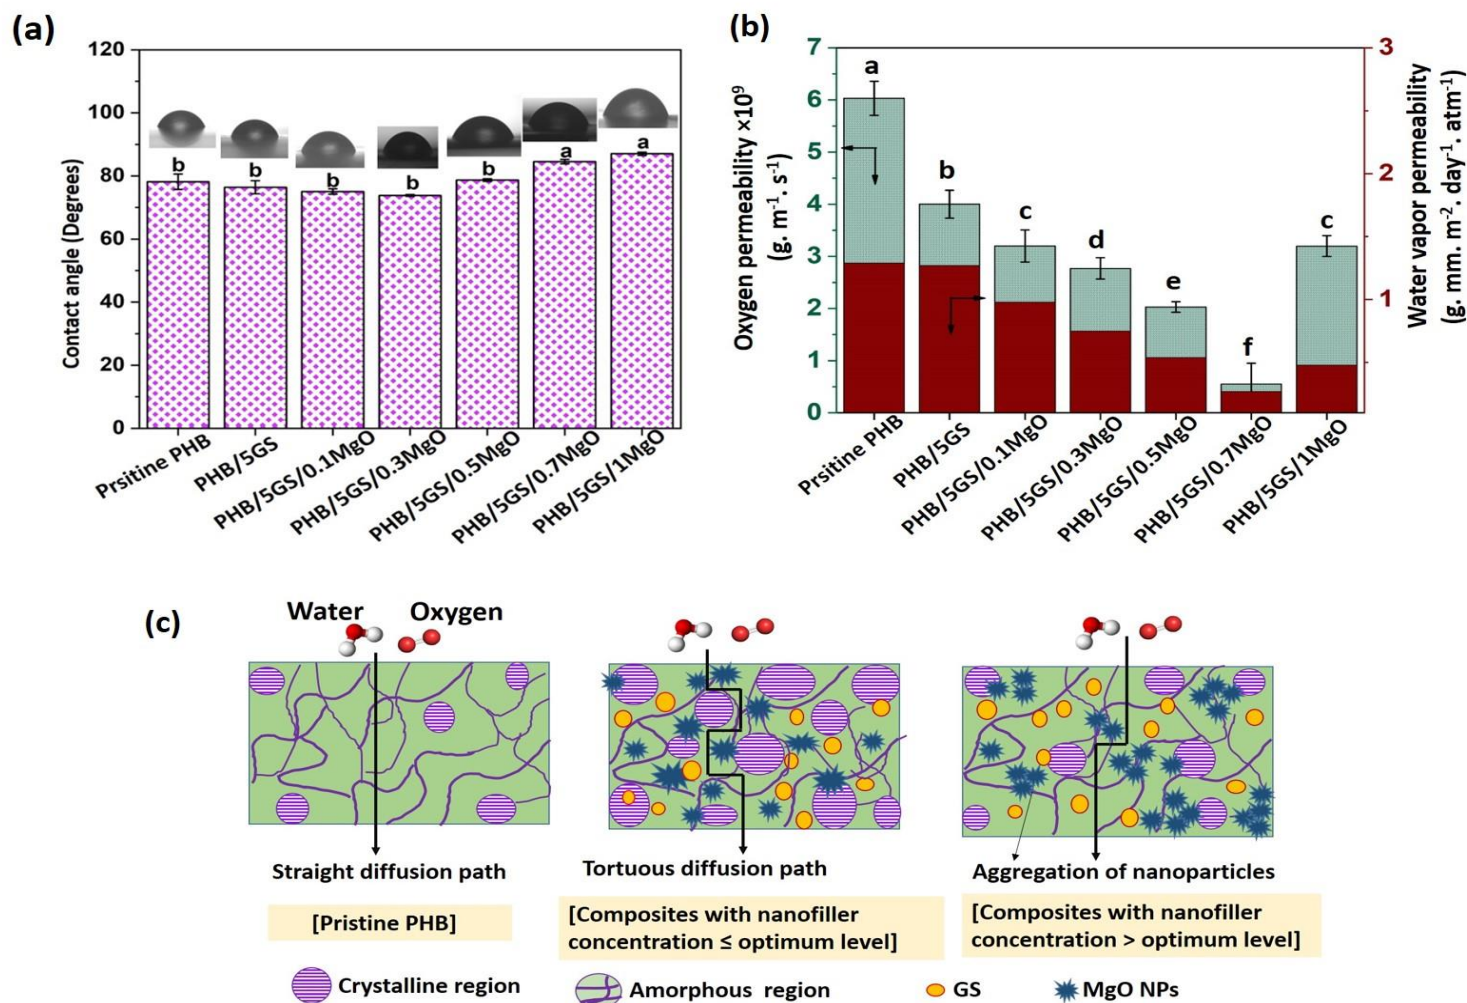 (a)
120
100
80
60
40
20
0
Contact angle (Degrees)
b
b
b
b
b
a
a
Prsitine PHB
PHB/5GS
PHB/5GS/0.1MgO
PHB/5GS/0.3MgO
PHB/5GS/0.5MgO
PHB/5GS/0.7MgO
PHB/5GS/1MgO
(b)
7
6
5
4
3
2
1
0
Oxygen permeability ×10⁹
(g. m⁻¹. s⁻¹)
a
b
c
d
e
f
c
3
2
1
Water vapor permeability
(g. mm. m⁻². day⁻¹. atm⁻¹)
Prsitine PHB
PHB/5GS
PHB/5GS/0.1MgO
PHB/5GS/0.3MgO
PHB/5GS/0.5MgO
PHB/5GS/0.7MgO
PHB/5GS/1MgO
(c)
Water Oxygen
Straight diffusion path
[Pristine PHB]
Tortuous diffusion path
[Composites with nanofiller
concentration ≤ optimum level]
Aggregation of nanoparticles
[Composites with nanofiller
concentration > optimum level]
Crystalline region
Amorphous region
GS
MgO NPs